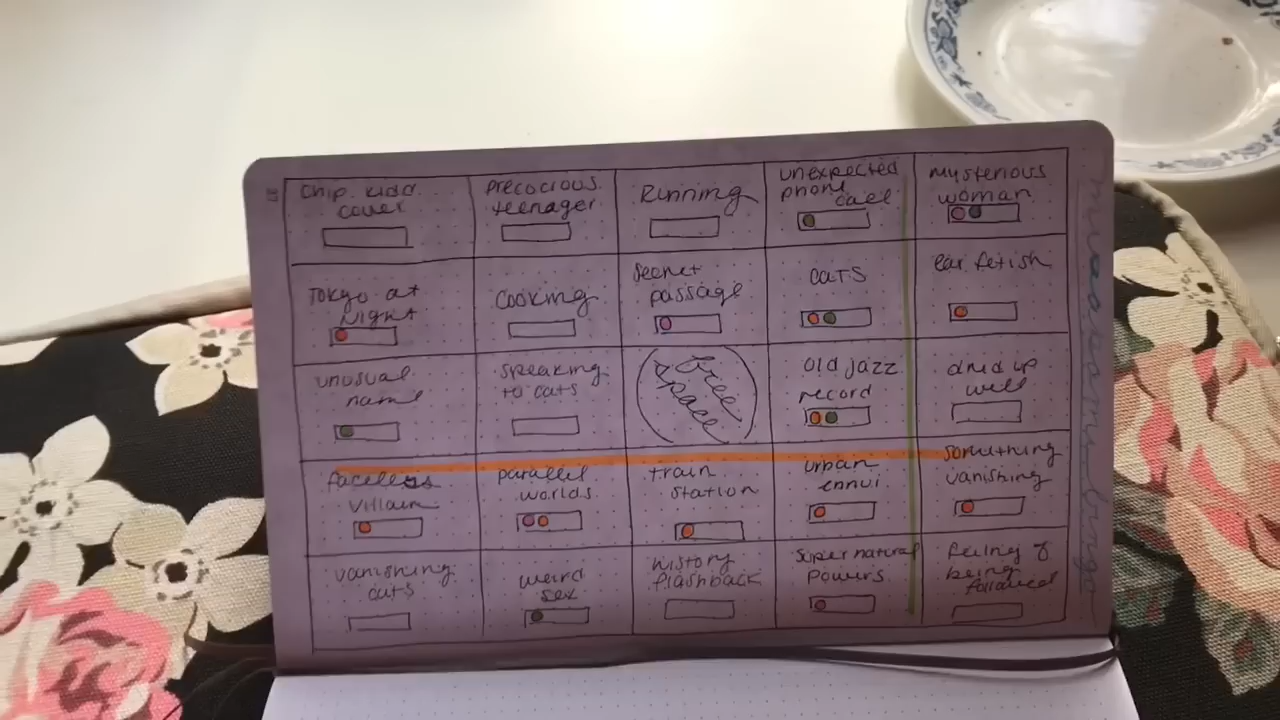 Chip Kidd
cover
precocious
teenager
Running
unexpected
phone
call
mysterious
woman
Tokyo at
night
cooking
secret
passage
cats
ear fetish
unusual
name
speaking
to cats
free
space
old jazz
record
dried up
well
faceless
villain
parallel
worlds
train
station
urban
ennui
something
vanishing
vanishing
cats
weird
sex
history
flashback
supernatural
powers
feeling of
being
followed
murakami bingo